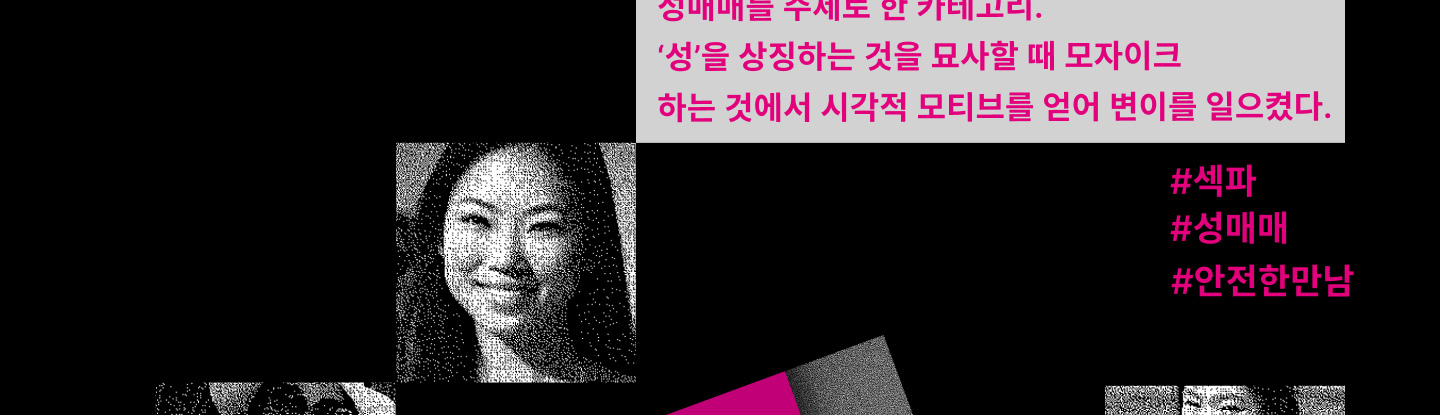 성매매를 주제로 한 카테고리.
‘성’을 상징하는 것을 묘사할 때 모자이크
하는 것에서 시각적 모티브를 얻어 변이를 일으켰다.
#섹파
#성매매
#안전한만남